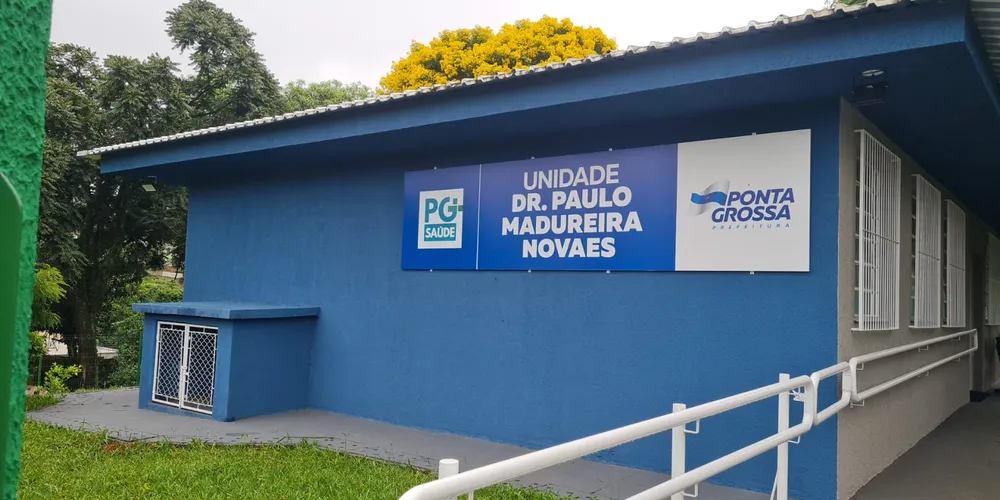 PG+
SAÚDE
UNIDADE
DR. PAULO
MADUREIRA
NOVAES
PONTA
GROSSA
PREFEITURA